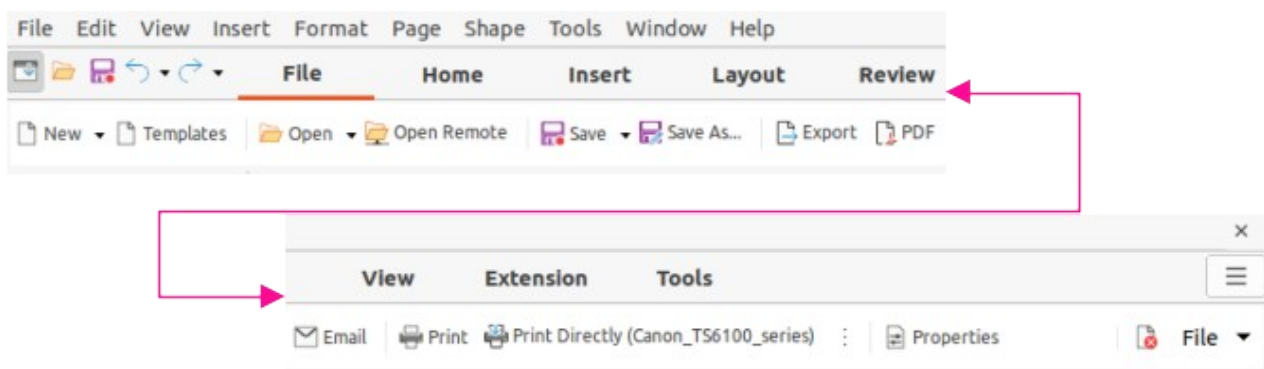 File Edit View Insert Format Page Shape Tools Window Help
File Home Insert Layout Review
New Templates Open Open Remote Save Save As... Export PDF
View Extension Tools
Email Print Print Directly (Canon_TS6100_series) Properties File